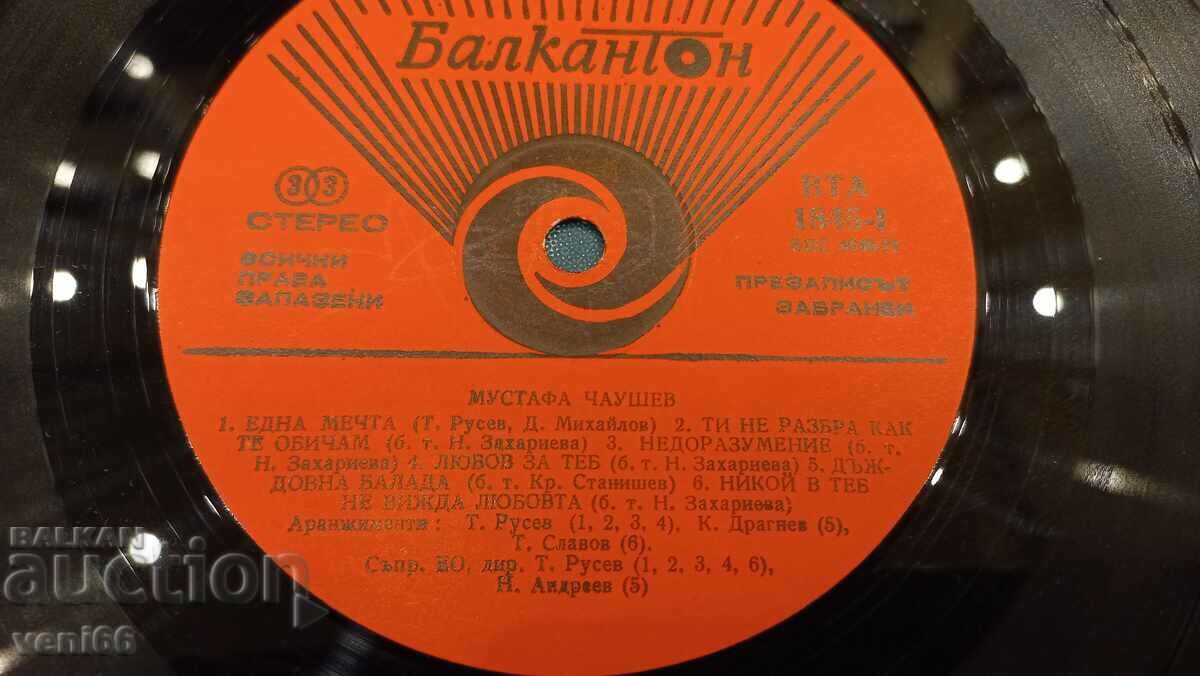 Балкантон
33
СТЕРЕО
ВСИЧКИ
ПРАВА
ЗАПАЗЕНИ
ВТА
1845-1
ПРЕЗАПИСЪТ
ЗАБРАНЕН
МУСТАФА ЧАУШЕВ
1. ЕДНА МЕЧТА (Т. Русев, Д. Михайлов) 2. ТИ НЕ РАЗБРА КАК
ТЕ ОБИЧАМ (б. т. Н. Захариева) 3. НЕДОРАЗУМЕНИЕ (б. т.
Н. Захариева) 4. ЛЮБОВ ЗА ТЕБ (б. т. Н. Захариева) 5. ДЪЖ-
ДОВНА БАЛАДА (б. т. Кр. Станишев) 6. НИКОЙ В ТЕБ
НЕ ВИЖДА ЛЮБОВТА (б. т. Н. Захариева)
Аранжименти: Т. Русев (1, 2, 3, 4), К. Драгнев (5),
Т. Славов (6).
Съпр. ЕО, дир. Т. Русев (1, 2, 3, 4, 6),
Н. Андреев (5)
BALKAN
auction
veni66